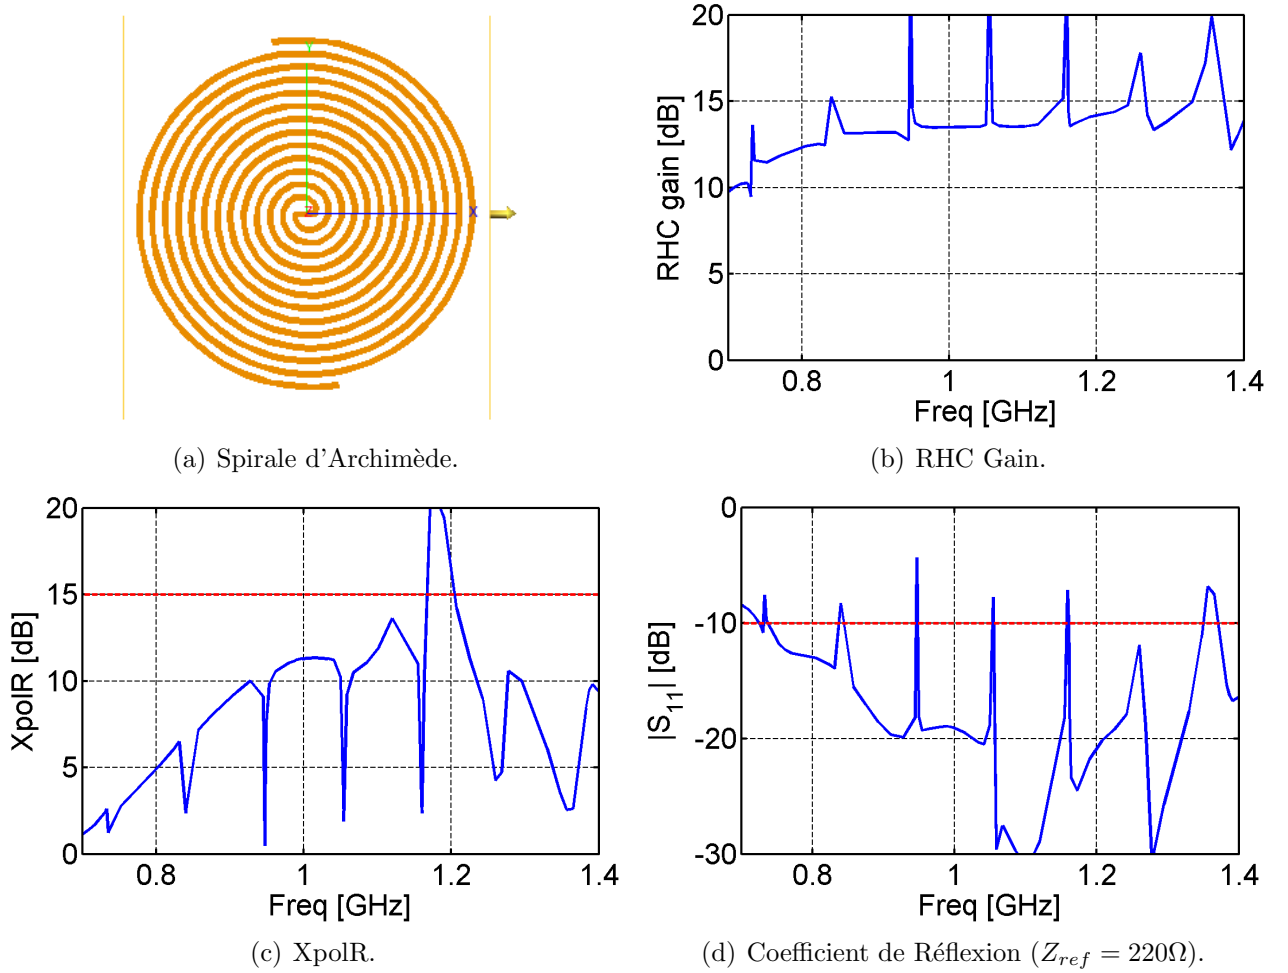 Y
Z
X
(a) Spirale d'Archimède.
20
15
10
5
0
RHC gain [dB]
0.8
1
1.2
1.4
Freq [GHz]
(b) RHC Gain.
20
15
10
5
0
XpolR [dB]
0.8
1
1.2
1.4
Freq [GHz]
(c) XpolR.
0
-10
-20
-30
|S11| [dB]
0.8
1
1.2
1.4
Freq [GHz]
(d) Coefficient de Réflexion (Zref = 220Ω).